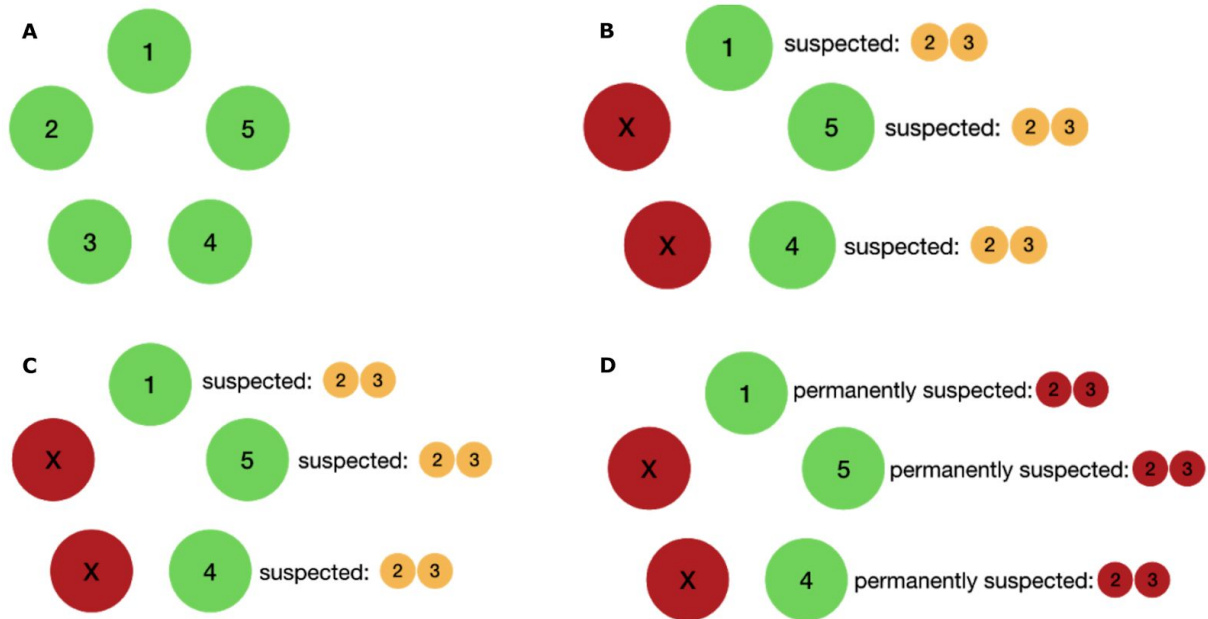 A
1
2
5
3
4
B
1 suspected: 2 3
X
5 suspected: 2 3
X
4 suspected: 2 3
C
1 suspected: 2 3
X
5 suspected: 2 3
X
4 suspected: 2 3
D
1 permanently suspected: 2 3
X
5 permanently suspected: 2 3
X
4 permanently suspected: 2 3